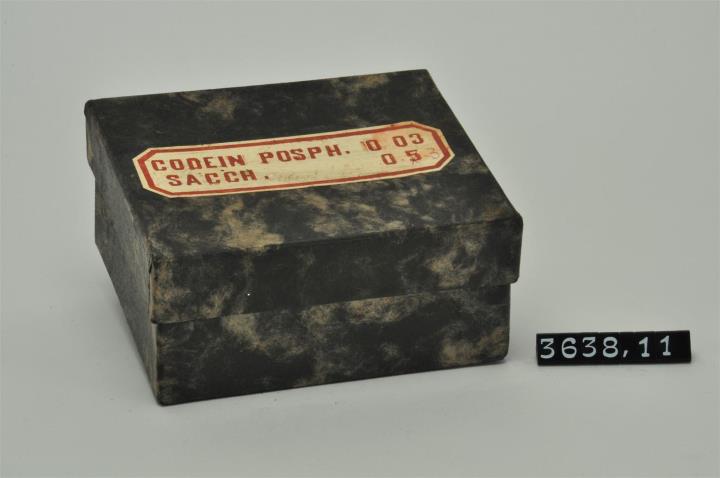 CODEIN POSPH. 0 03
SACCH. 0 5
3638,11